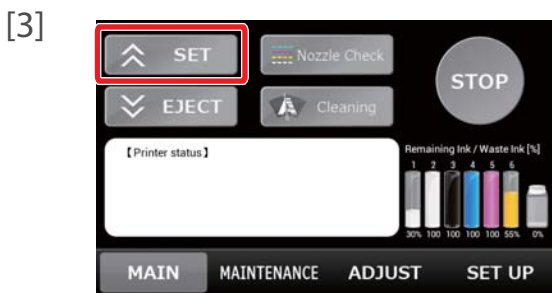 [3]
SET
Nozzle Check
STOP
EJECT
Cleaning
【Printer status】
Remaining Ink / Waste Ink [%]
1 2 3 4 5 6
30% 100 100 100 100 55% 0%
MAIN MAINTENANCE ADJUST SET UP